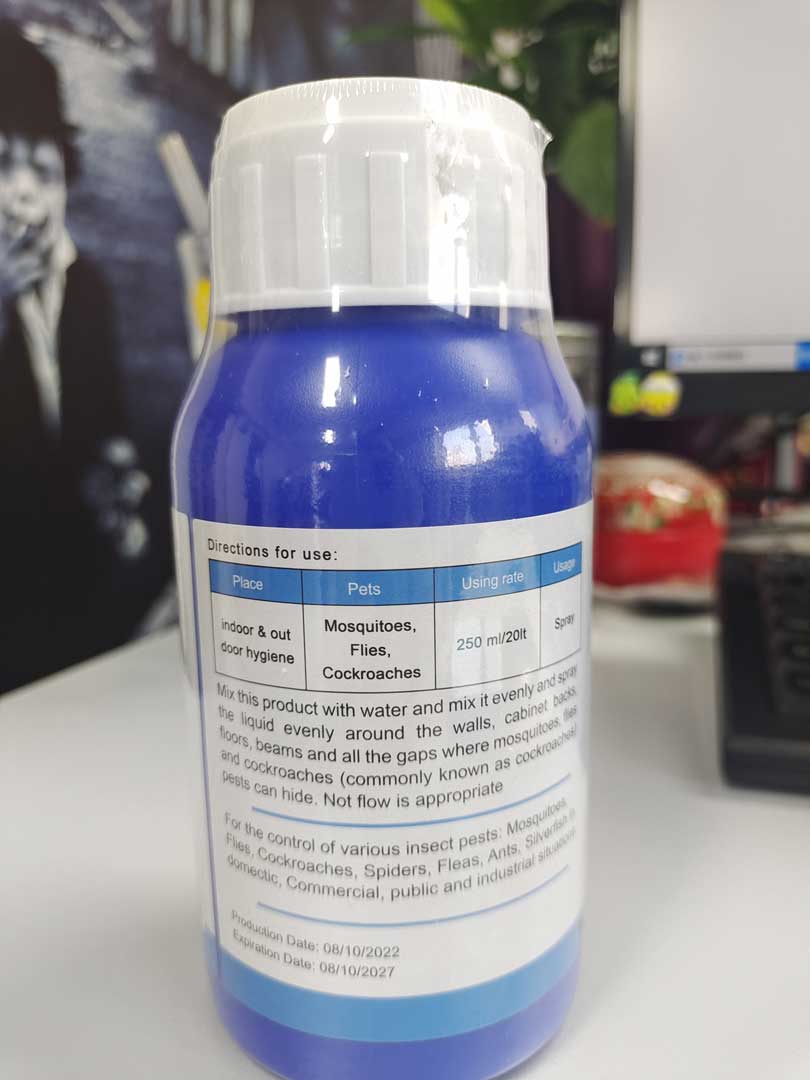 Directions for use:
Place Pets Using rate Usage
indoor & out
door hygiene
Mosquitoes,
Flies,
Cockroaches
250 ml/20lt
Spray
Mix this product with water and mix it evenly and spray
the liquid evenly around the walls, cabinet backs,
floors, beams and all the gaps where mosquitoes, flies
and cockroaches (commonly known as cockroaches)
pests can hide. Not flow is appropriate
For the control of various insect pests: Mosquitoes,
Flies, Cockroaches, Spiders, Fleas, Ants, Silverfish in
domectic, Commercial, public and industrial situations
Production Date: 08/10/2022
Expiration Date: 08/10/2027